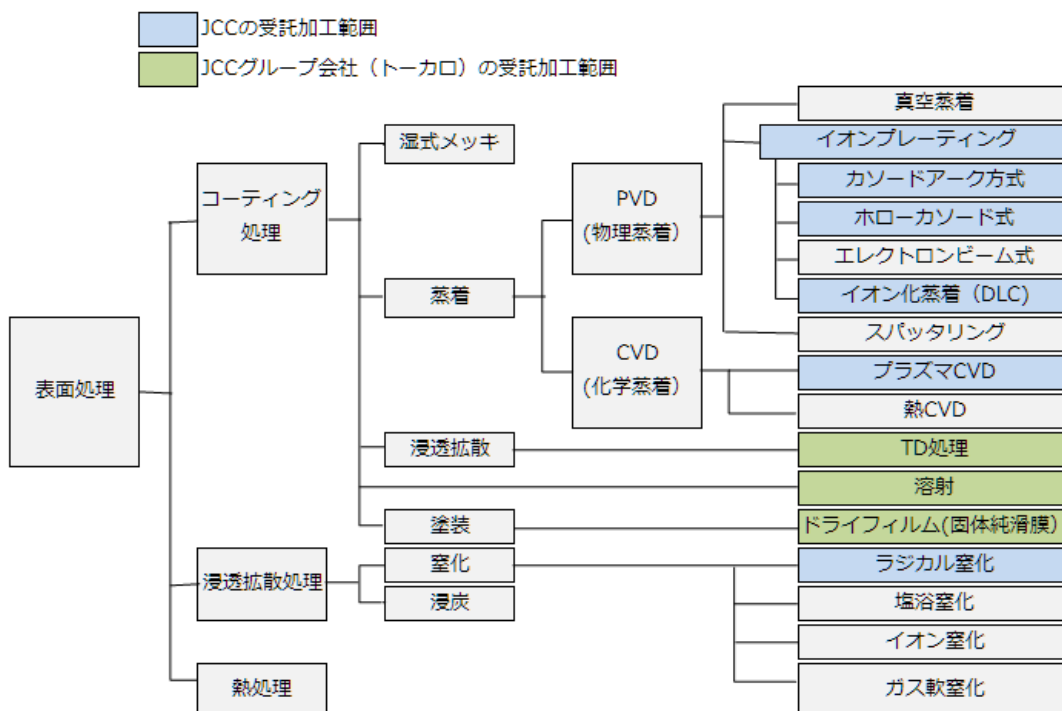 JCCの受託加工範囲
JCCグループ会社（トーカロ）の受託加工範囲
表面処理
コーティング
処理
浸透拡散処理
熱処理
湿式メッキ
蒸着
浸透拡散
塗装
窒化
浸炭
PVD
(物理蒸着）
CVD
(化学蒸着）
真空蒸着
イオンプレーティング
カソードアーク方式
ホローカソード式
エレクトロンビーム式
イオン化蒸着（DLC)
スパッタリング
プラズマCVD
熱CVD
TD処理
溶射
ドライフィルム(固体純滑膜)
ラジカル窒化
塩浴窒化
イオン窒化
ガス軟窒化